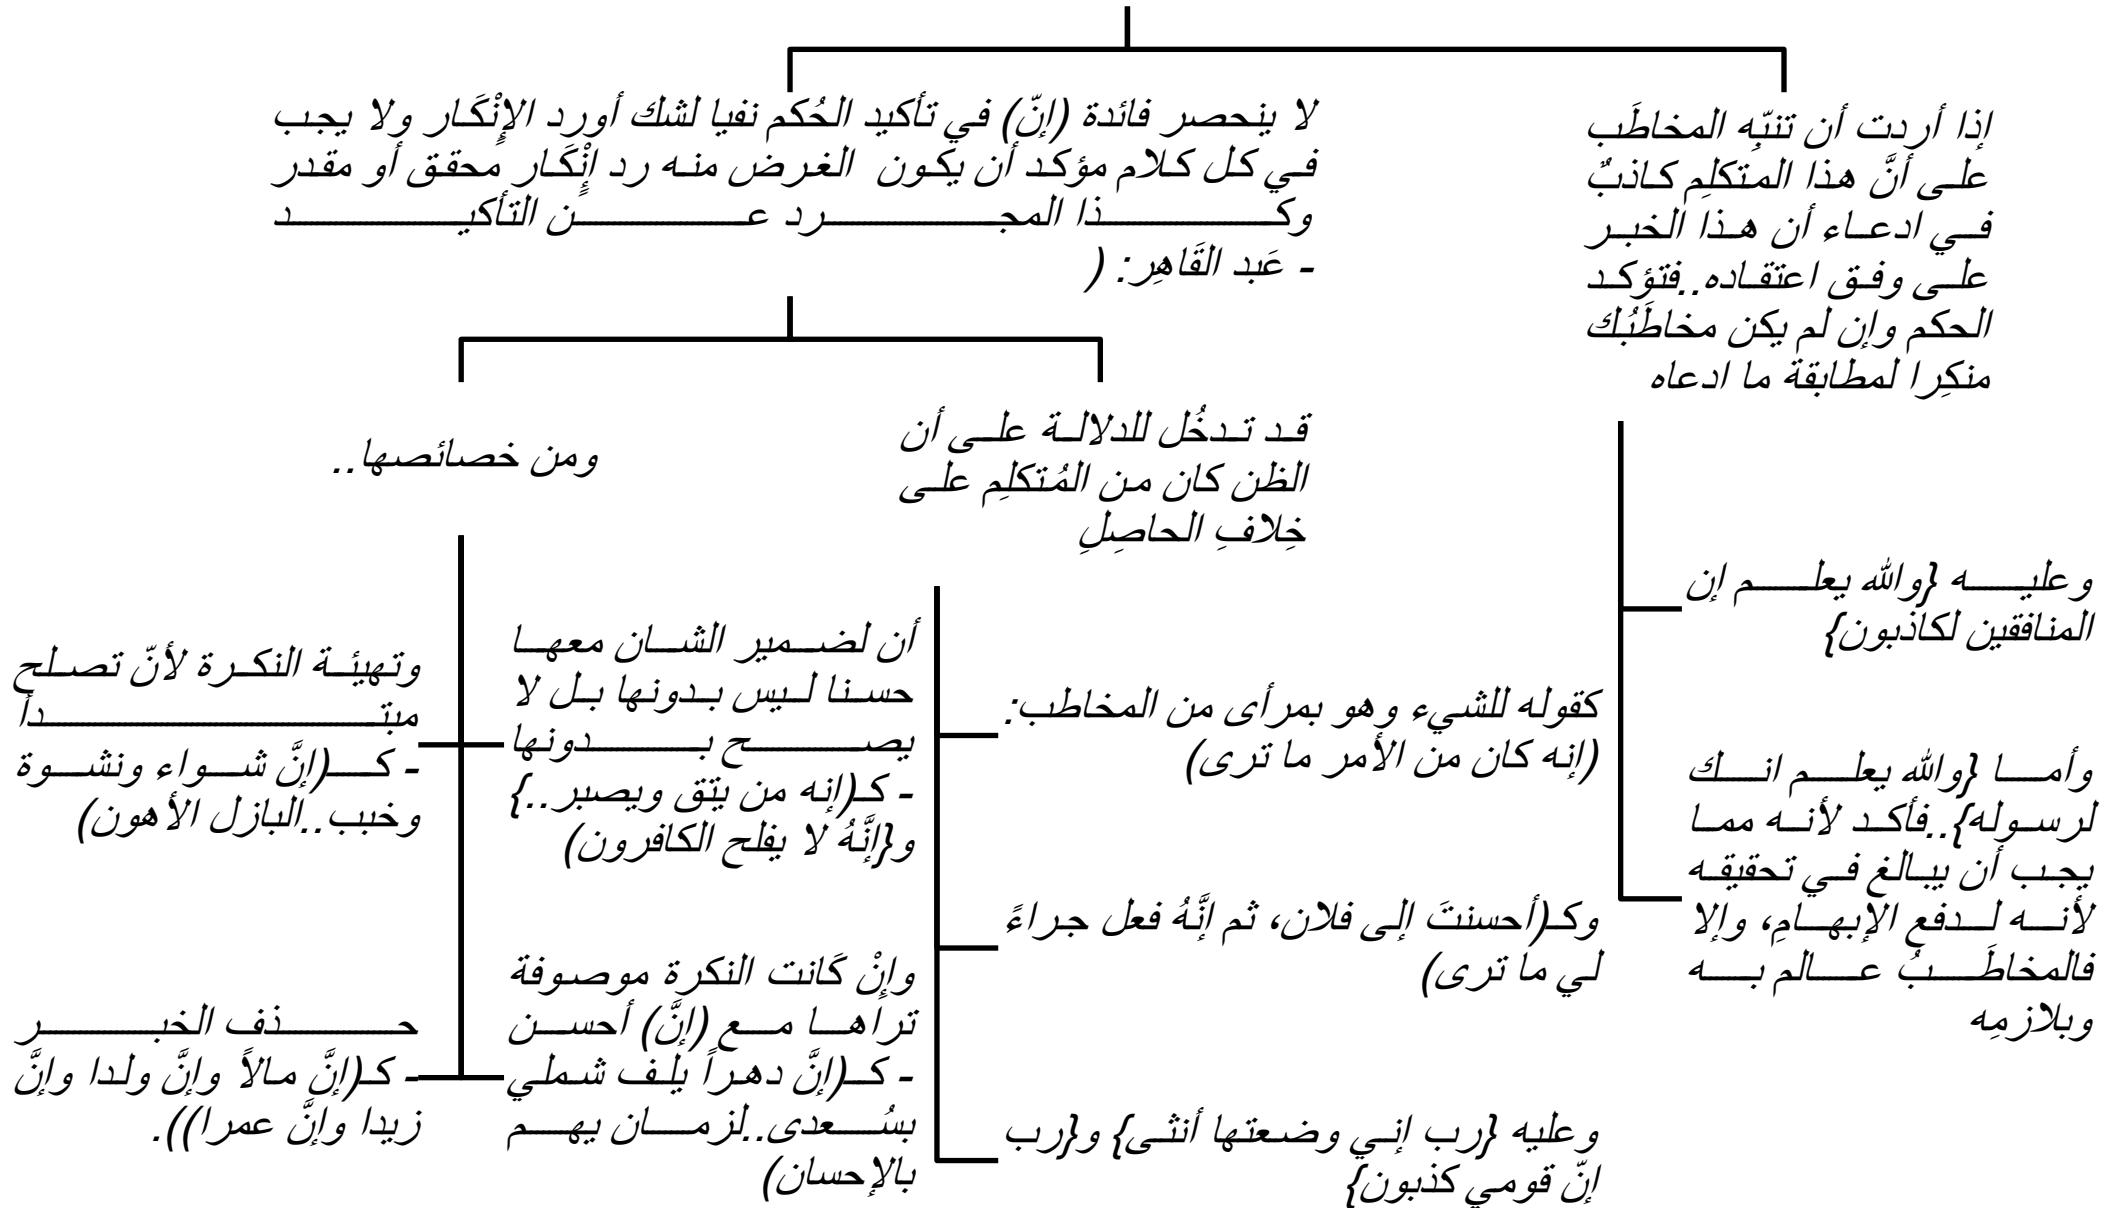 إذا أردت أن تنبّه المخاطَب
على أنَّ هذا المتكلِم كاذبٌ
في ادعاء أن هذا الخبر
على وفق اعتقاده..فتؤكد
الحكم وإن لم يكن مخاطَبُك
منكِرا لمطابقة ما ادعاه
وعليه {والله يعلم إن
المنافقين لكاذبون}
وأما {والله يعلم انك
لرسوله}..فأكد لأنه مما
يجب أن يبالغ في تحقيقه
لأنه لدفع الإبهامِ، وإلا
فالمخاطَبُ عالم به
وبلازمِه
لا ينحصر فائدة (إنّ) في تأكيد الحُكم نفيا لشك أورد الإِنْكَار ولا يجب
في كل كلام مؤكد أن يكون الغرض منه رد إِنْكَار محقق أو مقدر
وكذا المجرد عن التأكيد
- عَبد القَاهِر: (
قد تدخُل للدلالة على أن
الظن كان من المُتكلِم على
خِلافِ الحاصِلِ
كقوله للشيء وهو بمرأى من المخاطب:
(إنه كان من الأمر ما ترى)
وكـ(أحسنتَ إلى فلان، ثم إنَّهُ فعل جراءً
لي ما ترى)
وعليه {رب إني وضعتها أنثى} و{رب
إنّ قومي كذبون}
ومن خصائصها..
أن لضمير الشان معها
حسنا ليس بدونها بل لا
يصح بدونها
- كـ(إنه من يتق ويصبر..}
و{إنَّهُ لا يفلح الكافرون)
وتهيئة النكرة لأنّ تصلح
مبتدأ
- كـ(إنَّ شواء ونشوة
وخبب..البازل الأهون)
وإِنْ كَانت النكرة موصوفة
تراها مع (إنَّ) أحسن
- كـ(إنَّ دهراً يلف شملي
بسُعدى..لزمان يهم
بالإحسان)
حذف الخبر
- كـ(إنَّ مالاً وإنَّ ولدا وإنَّ
زيدا وإنَّ عمرا)).